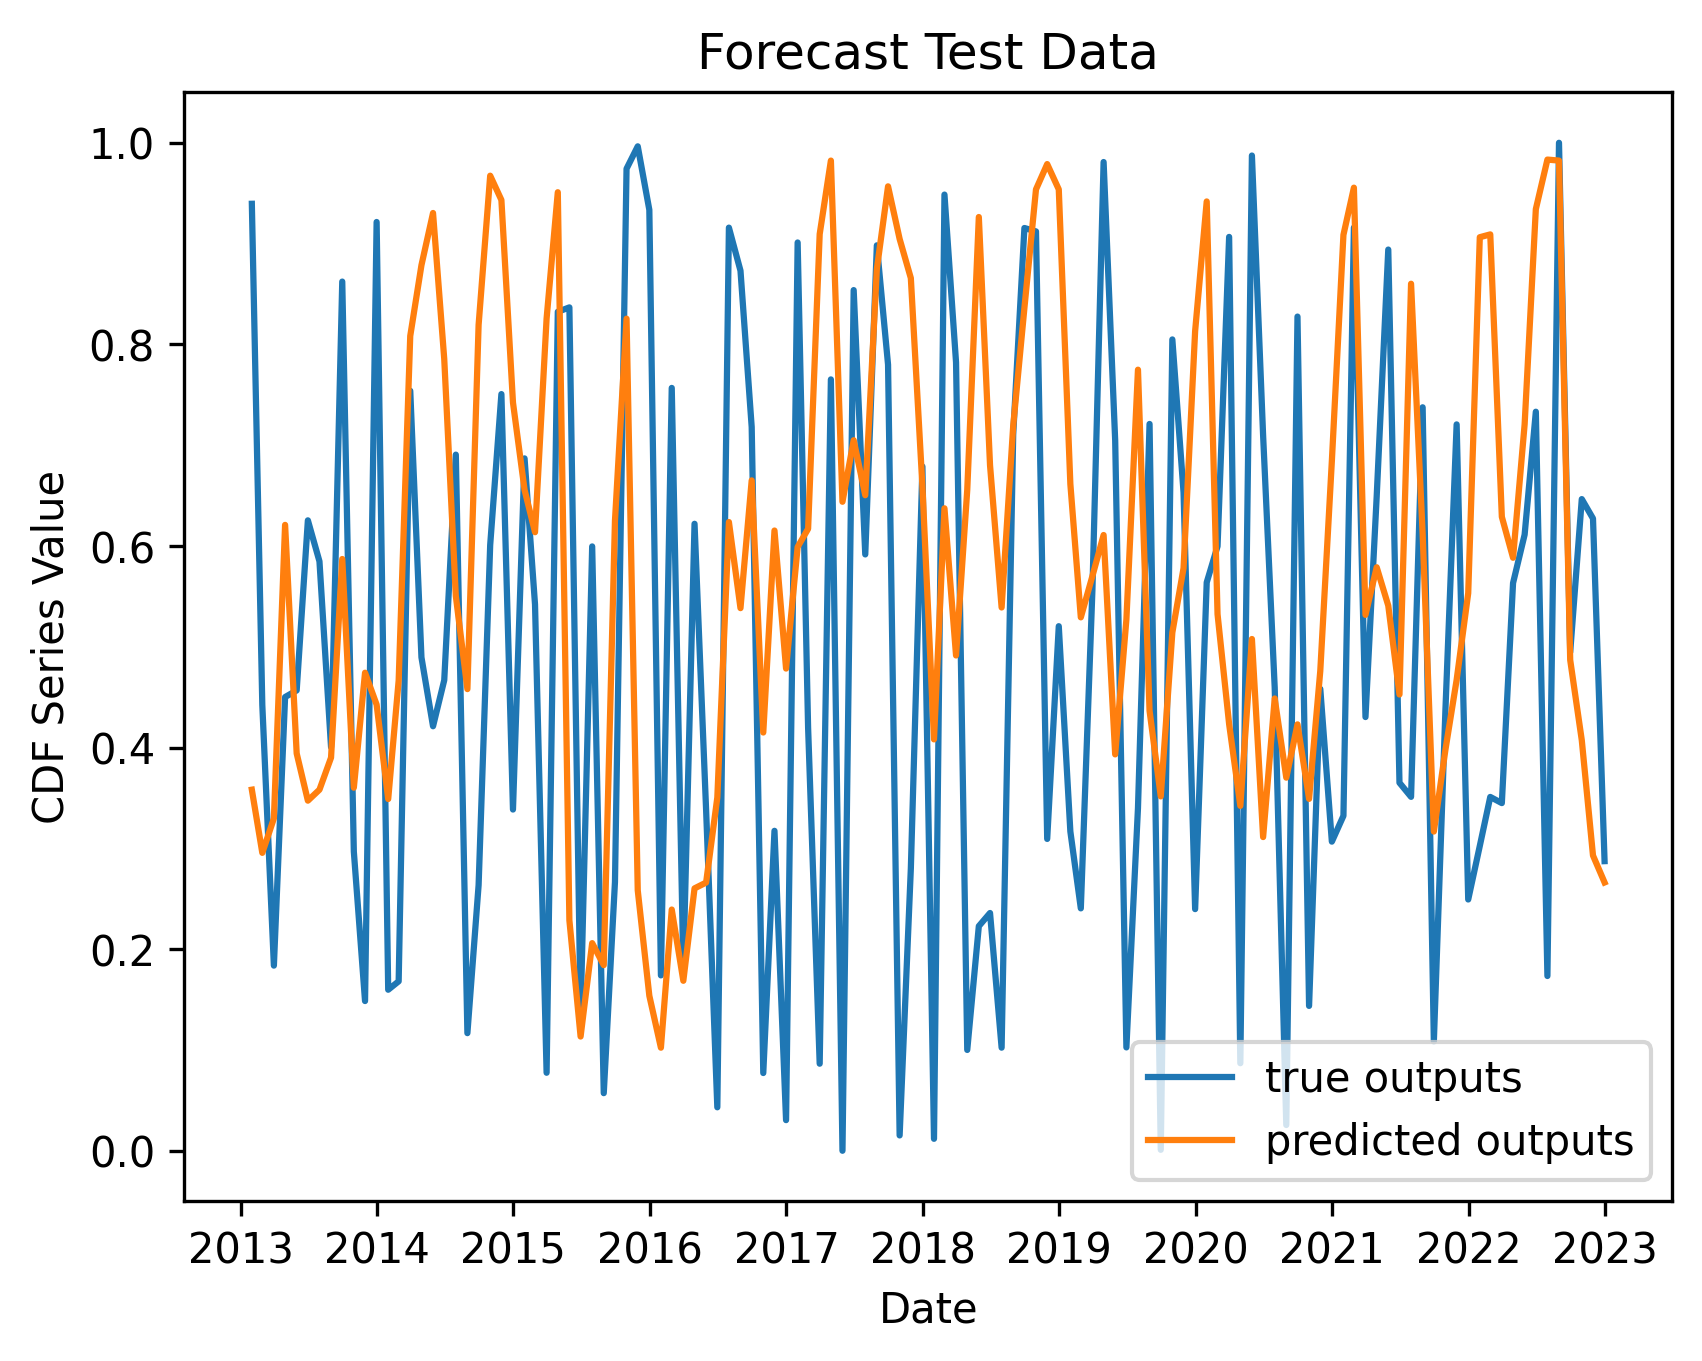 Forecast Test Data
1.0
0.8
0.6
0.4
0.2
0.0
CDF Series Value
true outputs
predicted outputs
2013 2014 2015 2016 2017 2018 2019 2020 2021 2022 2023
Date